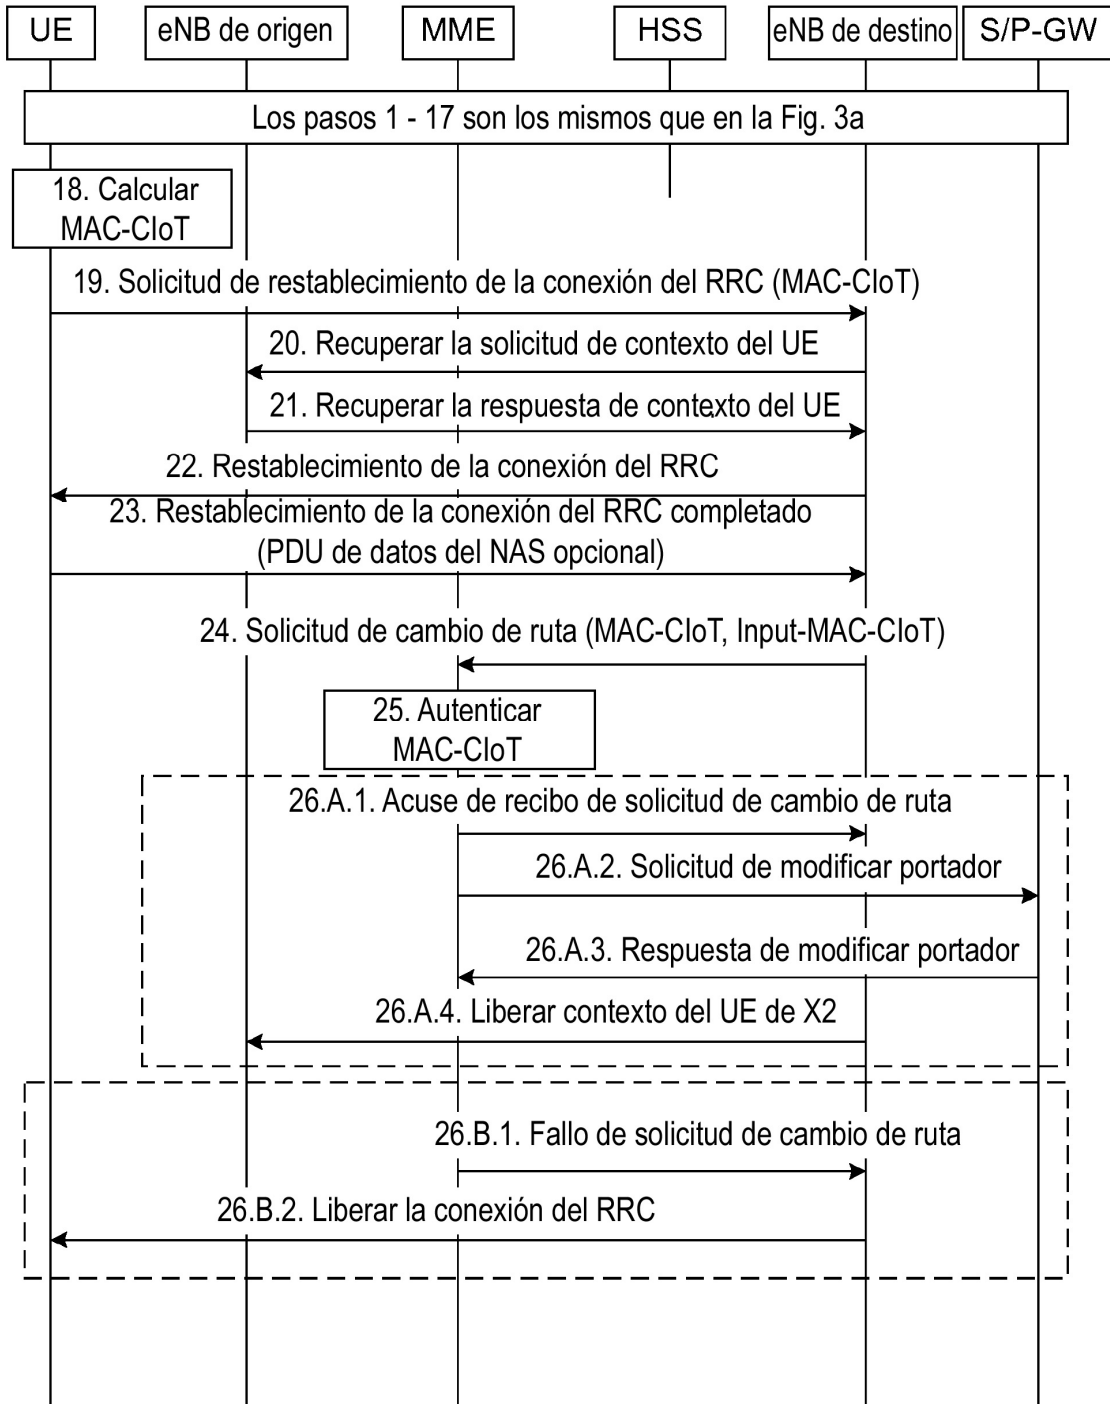 UE
eNB de origen
MME
HSS
eNB de destino
S/P-GW
Los pasos 1 - 17 son los mismos que en la Fig. 3a
18. Calcular
MAC-CIoT
19. Solicitud de restablecimiento de la conexión del RRC (MAC-CIoT)
20. Recuperar la solicitud de contexto del UE
21. Recuperar la respuesta de contexto del UE
22. Restablecimiento de la conexión del RRC
23. Restablecimiento de la conexión del RRC completado
(PDU de datos del NAS opcional)
24. Solicitud de cambio de ruta (MAC-CIoT, Input-MAC-CIoT)
25. Autenticar
MAC-CIoT
26.A.1. Acuse de recibo de solicitud de cambio de ruta
26.A.2. Solicitud de modificar portador
26.A.3. Respuesta de modificar portador
26.A.4. Liberar contexto del UE de X2
26.B.1. Fallo de solicitud de cambio de ruta
26.B.2. Liberar la conexión del RRC